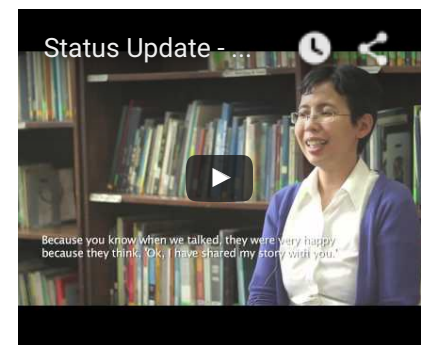 Status Update - ...
Because you know when we talked, they were very happy
because they think, 'Ok, I have shared my story with you.'